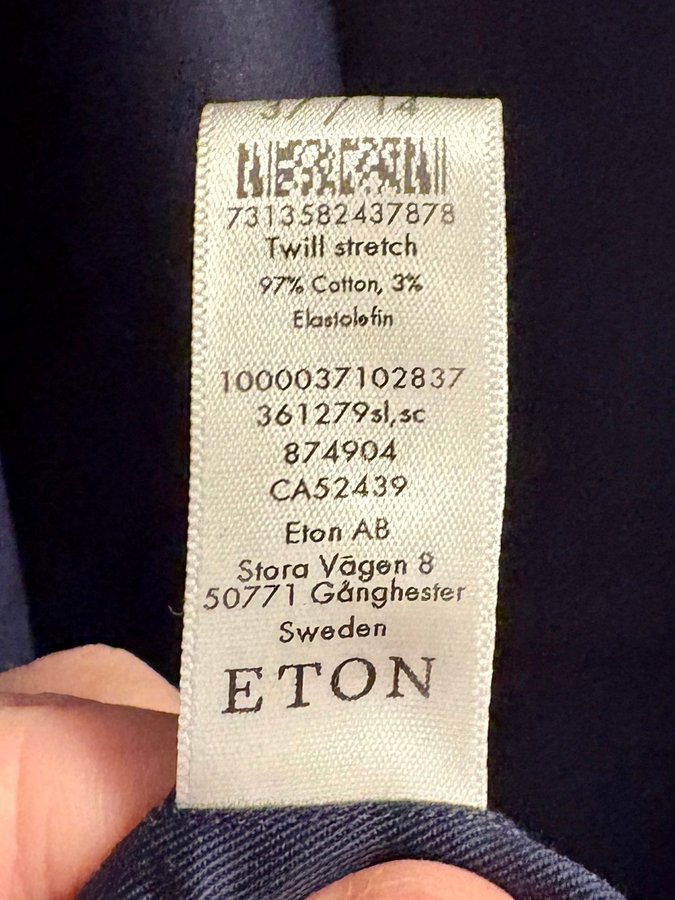 7313582437878
Twill stretch
97% Cotton, 3%
Elastolefin
1000037102837
361279sl,sc
874904
CA52439
Eton AB
Stora Vägen 8
50771 Gånghester
Sweden
ETON